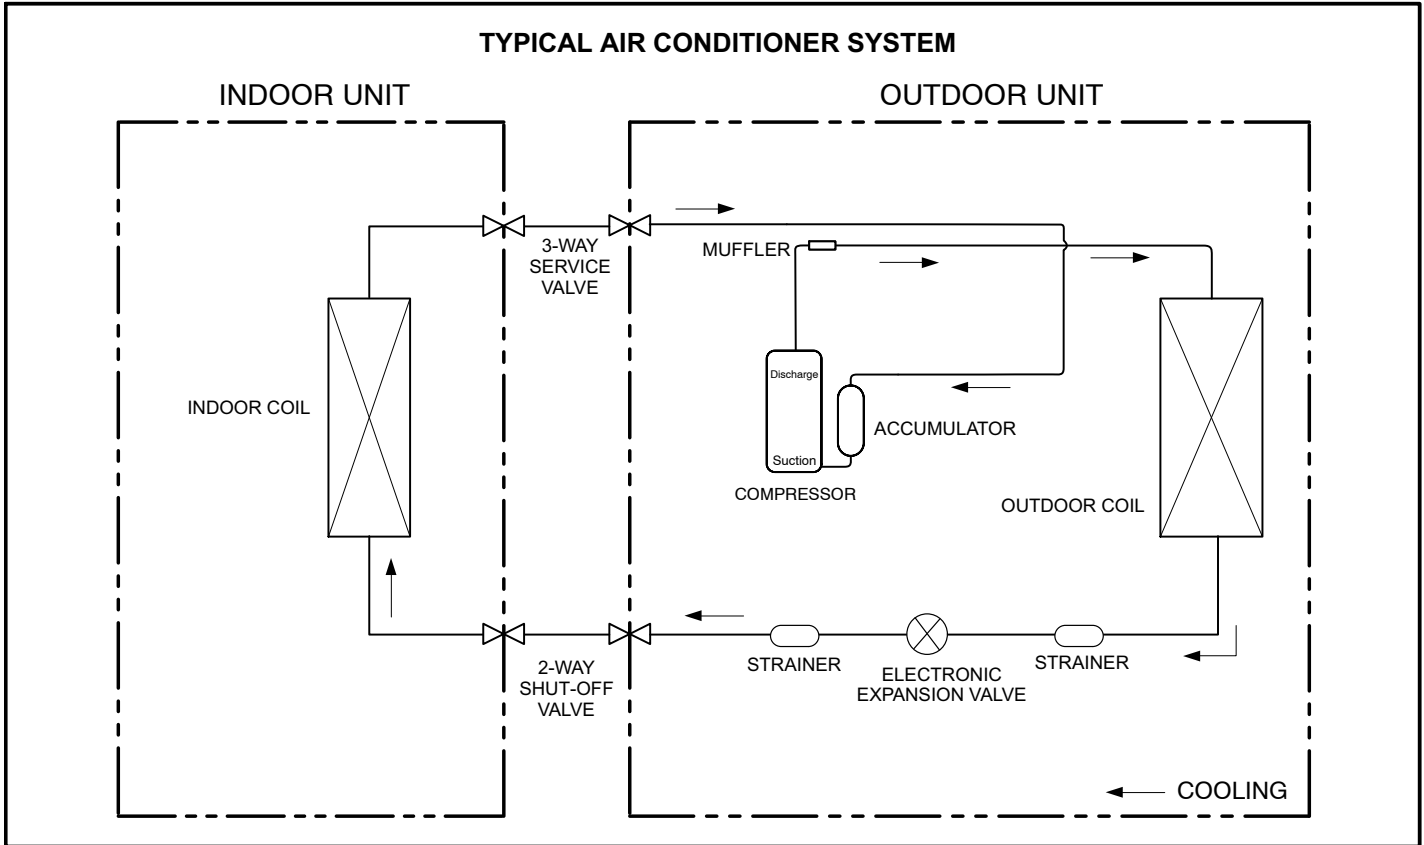 TYPICAL AIR CONDITIONER SYSTEM
INDOOR UNIT
OUTDOOR UNIT
3-WAY
SERVICE
VALVE
MUFFLER
Discharge
INDOOR COIL
ACCUMULATOR
Suction
COMPRESSOR
OUTDOOR COIL
2-WAY
SHUT-OFF
VALVE
STRAINER
ELECTRONIC
EXPANSION VALVE
STRAINER
COOLING